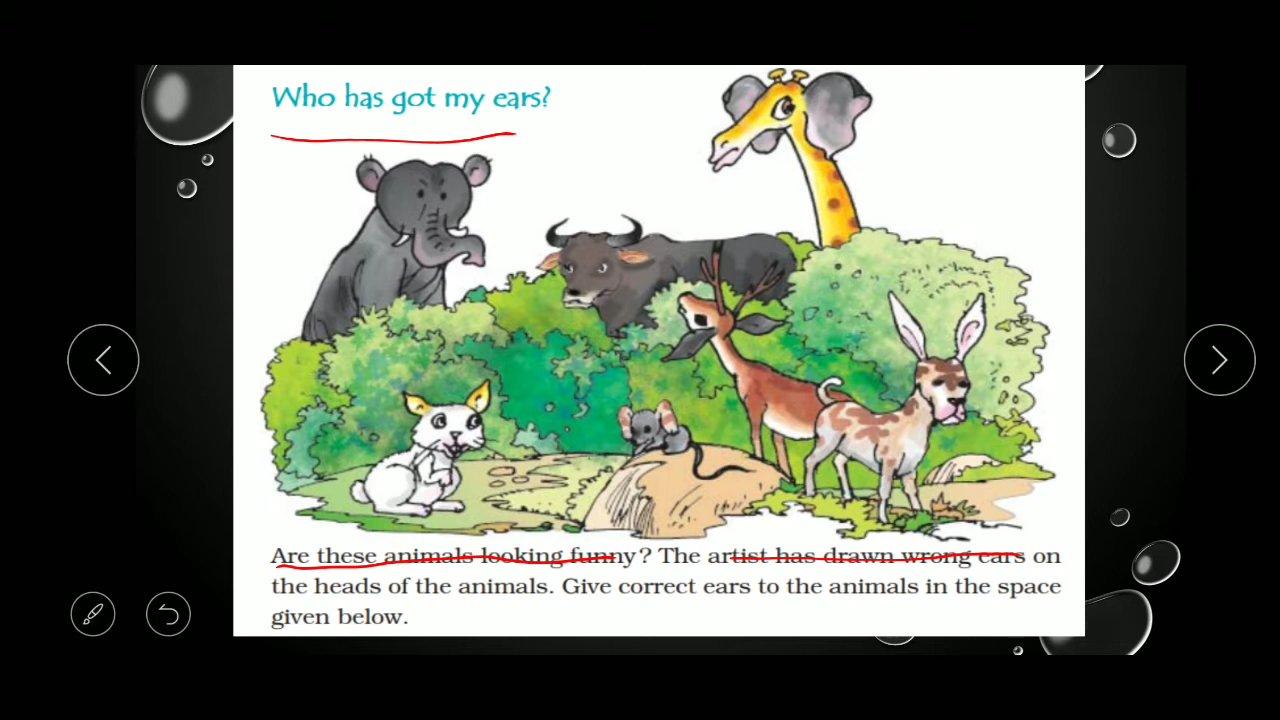 Who has got my ears?
Are these animals looking funny? The artist has drawn wrong ears on
the heads of the animals. Give correct ears to the animals in the space
given below.